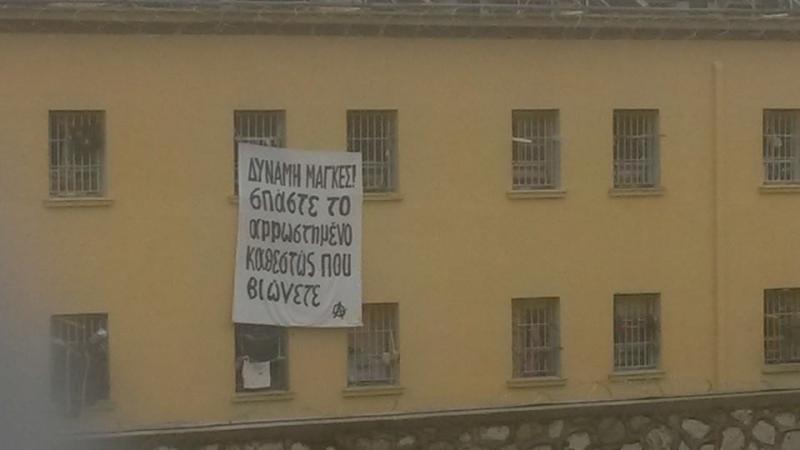 ΔΥΝΑΜΗ ΜΑΓΚΕΣ!
σπάστε το
αρρωστημένο
καθεστώς που
βιώνετε